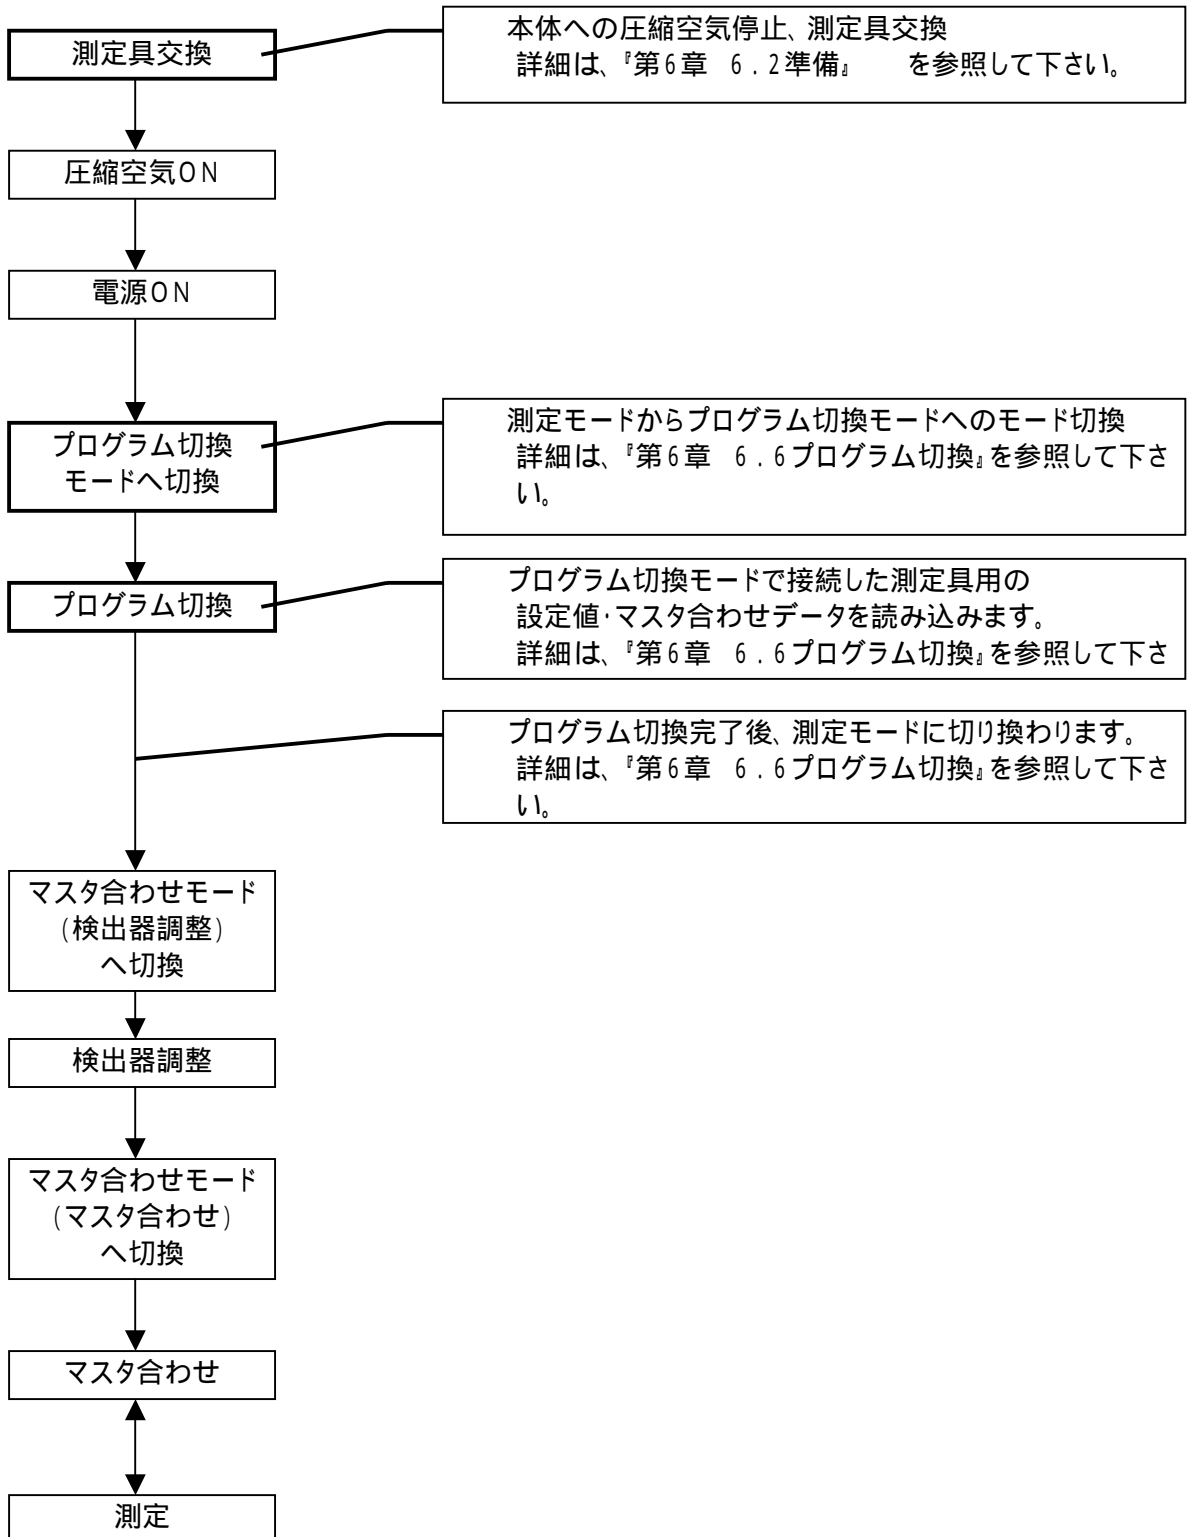 測定具交換
本体への圧縮空気停止、測定具交換
詳細は、『第6章　6．2準備』　　を参照して下さい。
圧縮空気ON
電源ON
プログラム切換
モードへ切換
測定モードからプログラム切換モードへのモード切換
詳細は、『第6章　6．6プログラム切換』を参照して下さ
い。
プログラム切換
プログラム切換モードで接続した測定具用の
設定値・マスタ合わせデータを読み込みます。
詳細は、『第6章　6．6プログラム切換』を参照して下さ
プログラム切換完了後、測定モードに切り換わります。
詳細は、『第6章　6．6プログラム切換』を参照して下さ
い。
マスタ合わせモード
(検出器調整)
へ切換
検出器調整
マスタ合わせモード
(マスタ合わせ)
へ切換
マスタ合わせ
測定